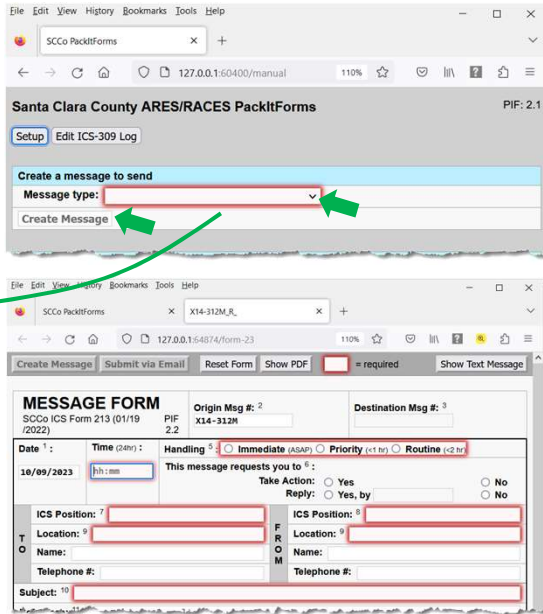 File Edit View History Bookmarks Tools Help
SCCo PackItForms
127.0.0.1:60400/manual 110%
Santa Clara County ARES/RACES PackItForms PIF: 2.1
Setup Edit ICS-309 Log
Create a message to send
Message type:
Create Message
File Edit View History Bookmarks Tools Help
SCCo PackItForms X14-312M_R_
127.0.0.1:64874/form-23 110%
Create Message Submit via Email Reset Form Show PDF = required Show Text Message
MESSAGE FORM
SCCo ICS Form 213 (01/19/2022) PIF 2.2
Origin Msg #: 2 Destination Msg #: 3
X14-312M
Date 1: Time (24hr): Handling 5: Immediate (ASAP) Priority (<1 hr) Routine (<2 hr)
10/09/2023 hh:mm This message requests you to 6:
Take Action: Yes No
Reply: Yes, by No
TO FROM
ICS Position: 7 ICS Position: 8
Location: 9 Location: 9
Name: Name:
Telephone #: Telephone #:
Subject: 10